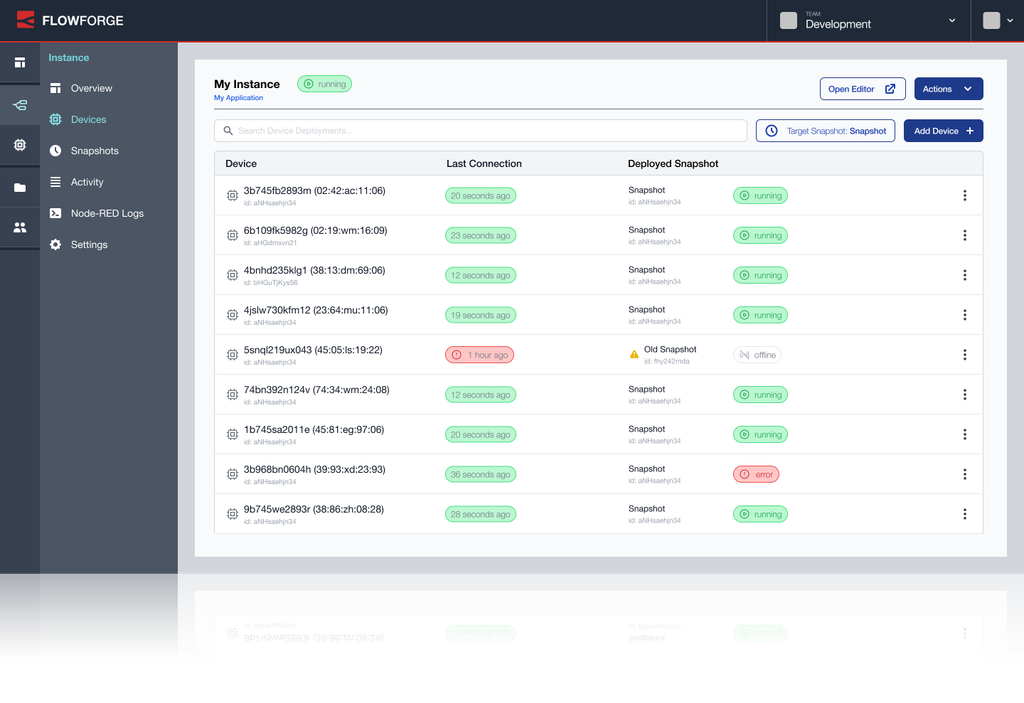 FLOWFORGE
TEAM:
Development
Instance
Overview
Devices
Snapshots
Activity
Node-RED Logs
Settings
My Instance
running
My Application
Open Editor
Actions
Search Device Deployments...
Target Snapshot: Snapshot
Add Device +
Device Last Connection Deployed Snapshot
3b745fb2893m (02:42:ac:11:06)
id: aNHsaehjn34
20 seconds ago
Snapshot
id: aNHsaehjn34
running
6b109fk5982g (02:19:wm:16:09)
id: aHGdmxvn21
23 seconds ago
Snapshot
id: aNHsaehjn34
running
4bnhd235klg1 (38:13:dm:69:06)
id: bHGuTjKys56
12 seconds ago
Snapshot
id: aNHsaehjn34
running
4jslw730kfm12 (23:64:mu:11:06)
id: aNHsaehjn34
19 seconds ago
Snapshot
id: aNHsaehjn34
running
5snql219ux043 (45:05:ls:19:22)
id: aNHsaehjn34
1 hour ago
Old Snapshot
id: fhy242mda
offline
74bn392n124v (74:34:wm:24:08)
id: aNHsaehjn34
12 seconds ago
Snapshot
id: aNHsaehjn34
running
1b745sa2011e (45:81:eg:97:06)
id: aNHsaehjn34
20 seconds ago
Snapshot
id: aNHsaehjn34
running
3b968bn0604h (39:93:xd:23:93)
id: aNHsaehjn34
36 seconds ago
Snapshot
id: aNHsaehjn34
error
9b745we2893r (38:86:zh:08:28)
id: aNHsaehjn34
28 seconds ago
Snapshot
id: aNHsaehjn34
running